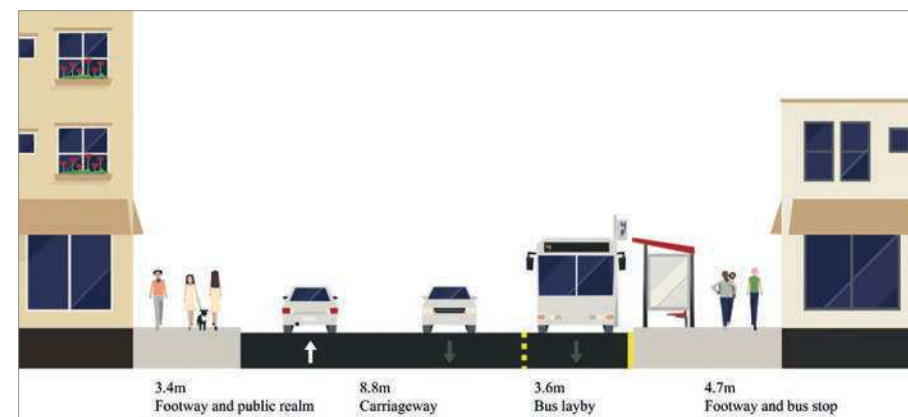 3.4m
Footway and public realm
8.8m
Carriageway
3.6m
Bus layby
4.7m
Footway and bus stop